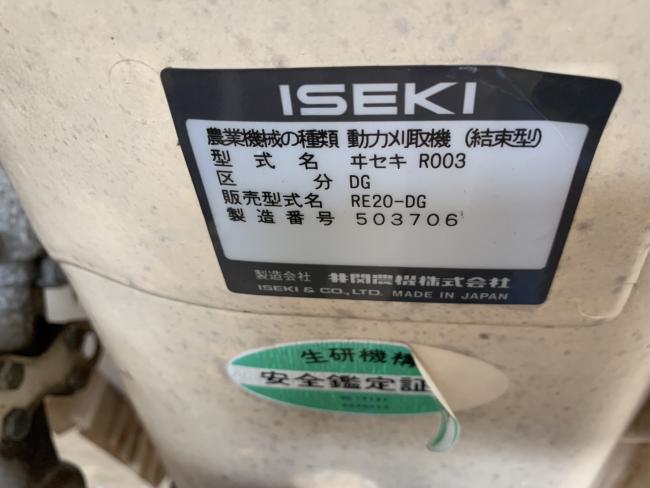 ISEKI
農業機械の種類 動力刈取機 (結束型)
型式名 ヰセキ R003
区分 DG
販売型式名 RE20-DG
製造番号 503706
製造会社 井関農機株式会社
ISEKI & CO., LTD. MADE IN JAPAN
生研機構
安全鑑定証